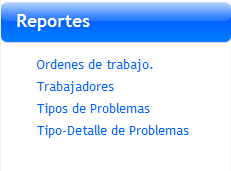 Reportes
Ordenes de trabajo.
Trabajadores
Tipos de Problemas
Tipo-Detalle de Problemas